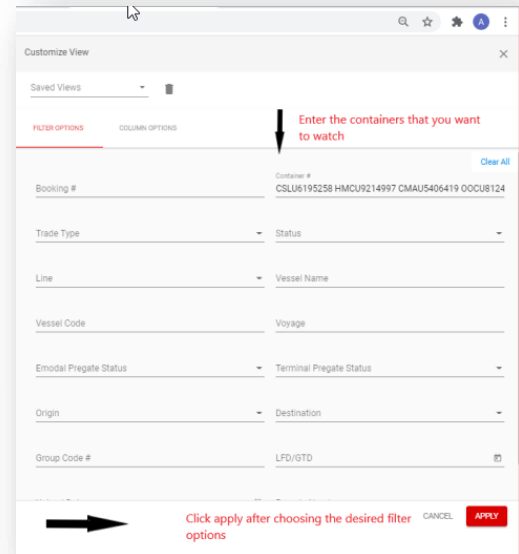 A
Customize View
Saved Views
FILTER OPTIONS
COLUMN OPTIONS
Enter the containers that you want
to watch
Clear All
Booking #
Container #
CSLU6195258 HMCU9214997 CMAU5406419 OOCU8124
Trade Type
Status
Line
Vessel Name
Vessel Code
Voyage
Emodal Pregate Status
Terminal Pregate Status
Origin
Destination
Group Code #
LFD/GTD
Click apply after choosing the desired filter
options
CANCEL
APPLY